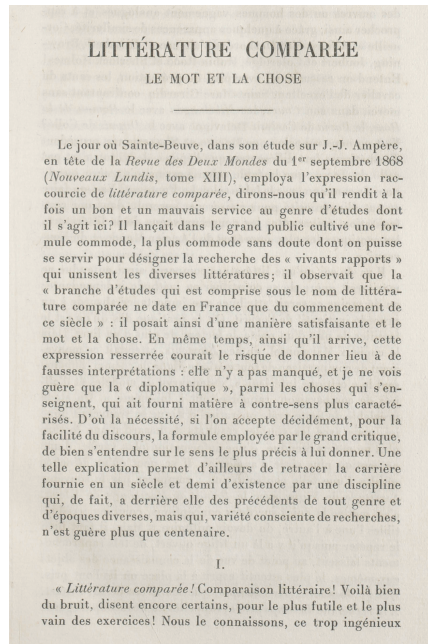 LITTÉRATURE COMPARÉE
LE MOT ET LA CHOSE
Le jour où Sainte-Beuve, dans son étude sur J.-J. Ampère,
en tête de la Revue des Deux Mondes du 1er septembre 1868
(Nouveaux Lundis, tome XIII), employa l'expression rac-
courcie de littérature comparée, dirons-nous qu'il rendit à la
fois un bon et un mauvais service au genre d'études dont
il s'agit ici? Il lançait dans le grand public cultivé une for-
mule commode, la plus commode sans doute dont on puisse
se servir pour désigner la recherche des « vivants rapports »
qui unissent les diverses littératures; il observait que la
« branche d'études qui est comprise sous le nom de littéra-
ture comparée ne date en France que du commencement de
ce siècle » : il posait ainsi d'une manière satisfaisante et le
mot et la chose. En même temps, ainsi qu'il arrive, cette
expression resserrée courait le risque de donner lieu à de
fausses interprétations : elle n'y a pas manqué, et je ne vois
guère que la « diplomatique », parmi les choses qui s'en-
seignent, qui ait fourni matière à contre-sens plus caracté-
risés. D'où la nécessité, si l'on accepte décidément, pour la
facilité du discours, la formule employée par le grand critique,
de bien s'entendre sur le sens le plus précis à lui donner. Une
telle explication permet d'ailleurs de retracer la carrière
fournie en un siècle et demi d'existence par une discipline
qui, de fait, a derrière elle des précédents de tout genre et
d'époques diverses, mais qui, variété consciente de recherches,
n'est guère plus que centenaire.
I.
« Littérature comparée! Comparaison littéraire! Voilà bien
du bruit, disent encore certains, pour le plus futile et le plus
vain des exercices! Nous le connaissons, ce trop ingénieux